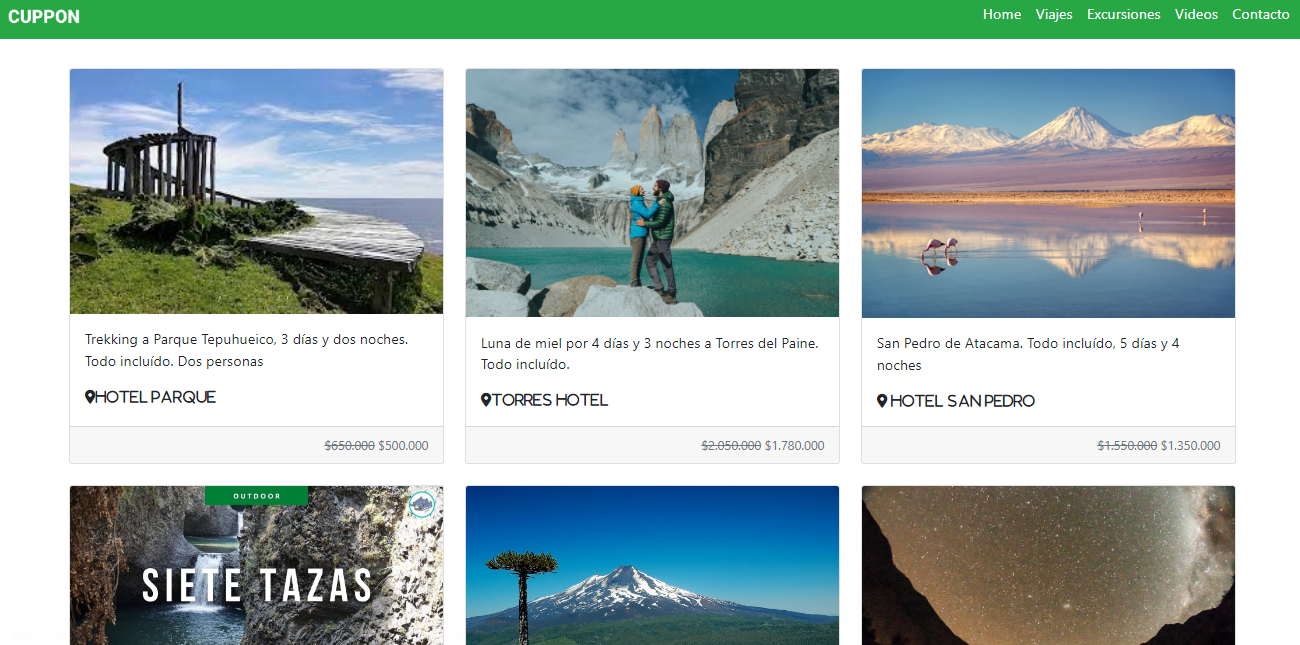 CUPPON
Home Viajes Excursiones Videos Contacto
Trekking a Parque Tepuhueico, 3 días y dos noches.
Todo incluído. Dos personas
HOTEL PARQUE
$650.000 $500.000
Luna de miel por 4 días y 3 noches a Torres del Paine.
Todo incluído.
TORRES HOTEL
$2.050.000 $1.780.000
San Pedro de Atacama. Todo incluído, 5 días y 4
noches
HOTEL SAN PEDRO
$1.550.000 $1.350.000
OUTDOOR
SIETE TAZAS